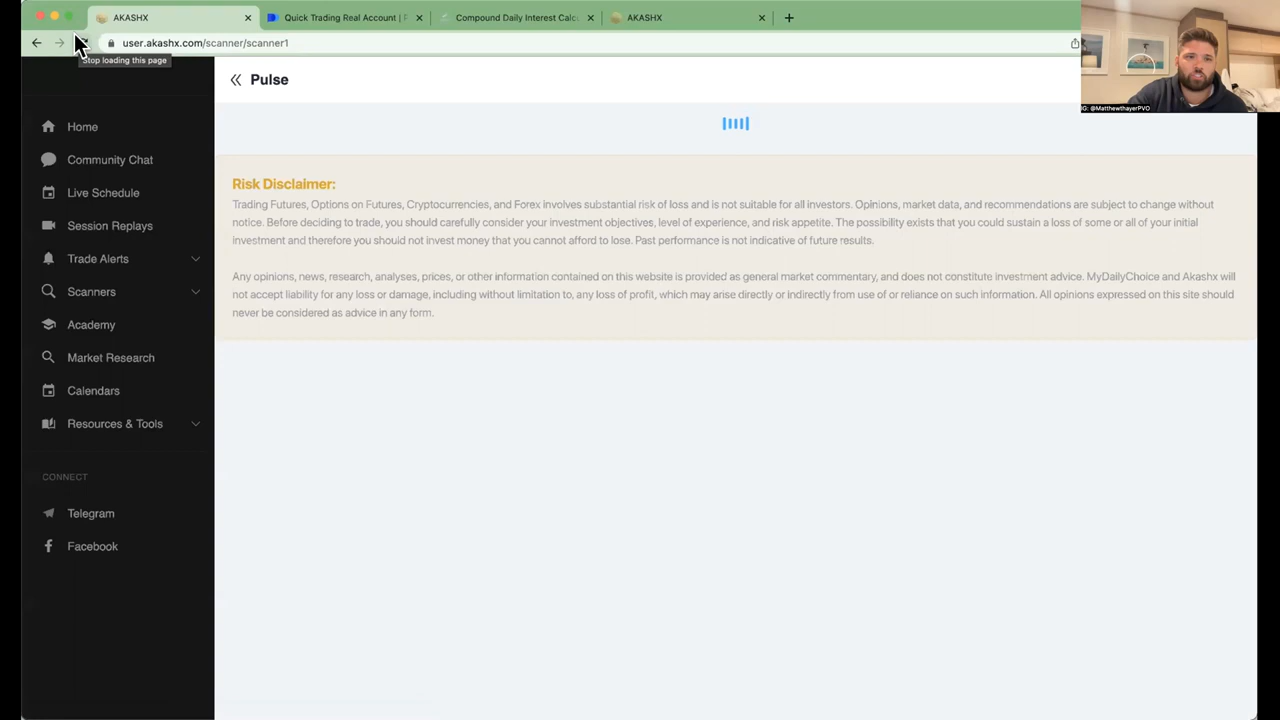 AKASHX
Quick Trading Real Account |
Compound Daily Interest Calc
AKASHX
user.akashx.com/scanner/scanner1
Stop loading this page
IG: @MatthewthayerPVO
Pulse
Home
Community Chat
Live Schedule
Session Replays
Trade Alerts
Scanners
Academy
Market Research
Calendars
Resources & Tools
CONNECT
Telegram
Facebook
Risk Disclaimer:
Trading Futures, Options on Futures, Cryptocurrencies, and Forex involves substantial risk of loss and is not suitable for all investors. Opinions, market data, and recommendations are subject to change without
notice. Before deciding to trade, you should carefully consider your investment objectives, level of experience, and risk appetite. The possibility exists that you could sustain a loss of some or all of your initial
investment and therefore you should not invest money that you cannot afford to lose. Past performance is not indicative of future results.
Any opinions, news, research, analyses, prices, or other information contained on this website is provided as general market commentary, and does not constitute investment advice. MyDailyChoice and Akashx will
not accept liability for any loss or damage, including without limitation to, any loss of profit, which may arise directly or indirectly from use of or reliance on such information. All opinions expressed on this site should
never be considered as advice in any form.